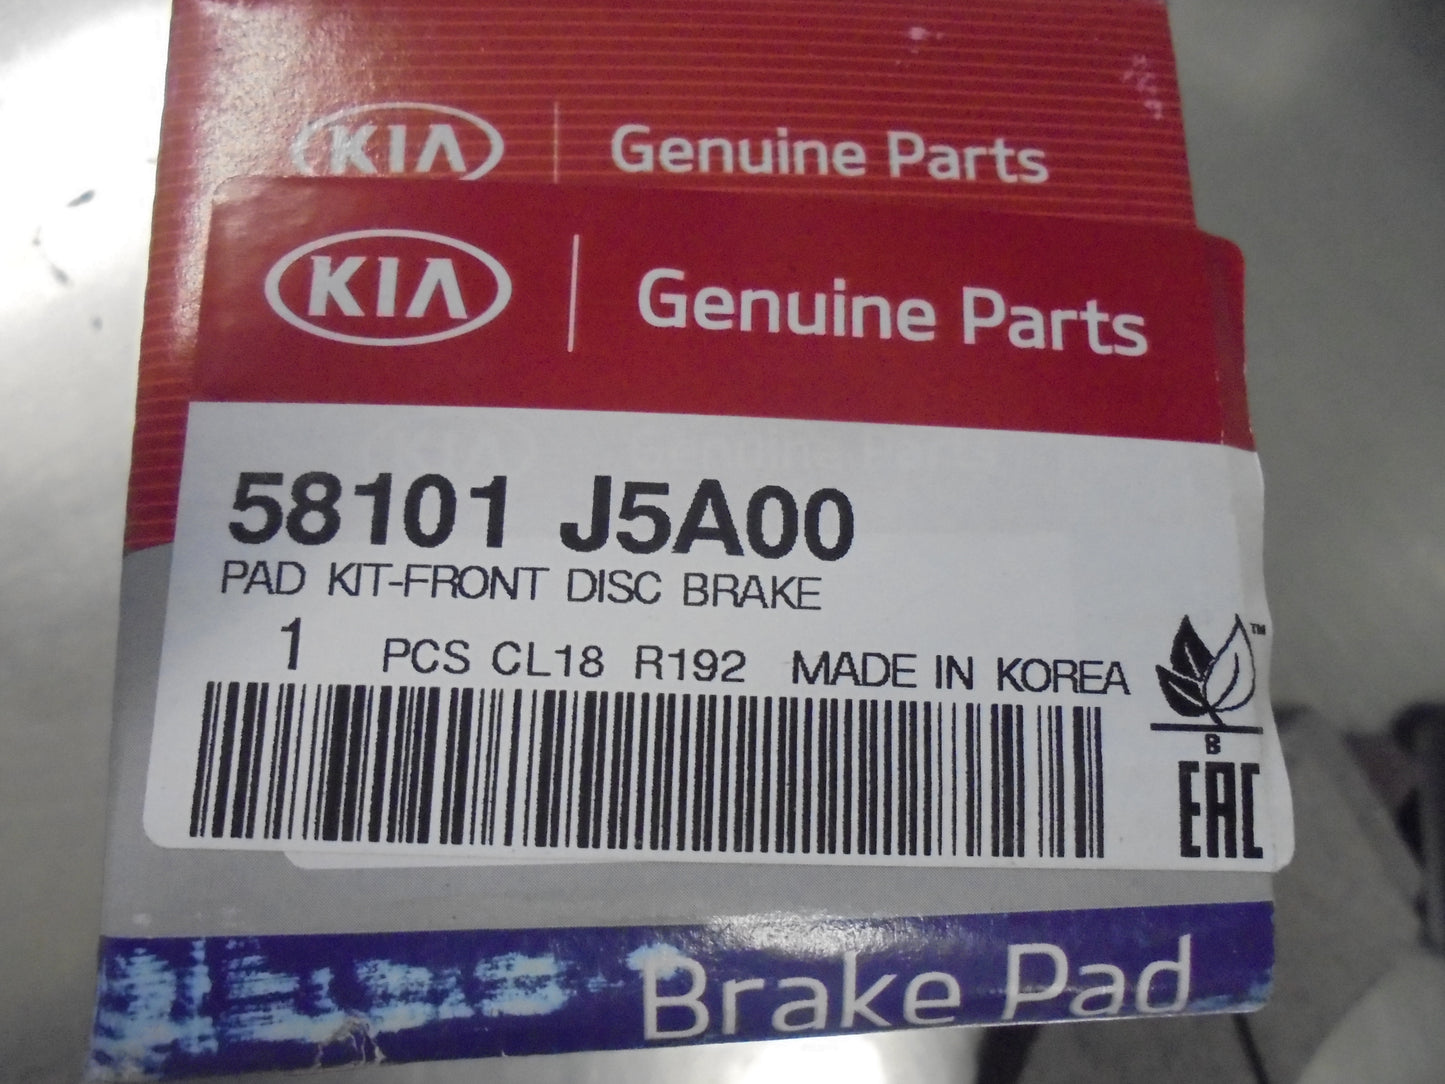 KIA Genuine Parts
KIA Genuine Parts
58101 J5A00
PAD KIT-FRONT DISC BRAKE
1 PCS CL18 R192 MADE IN KOREA
TM
B
EAC
Brake Pad